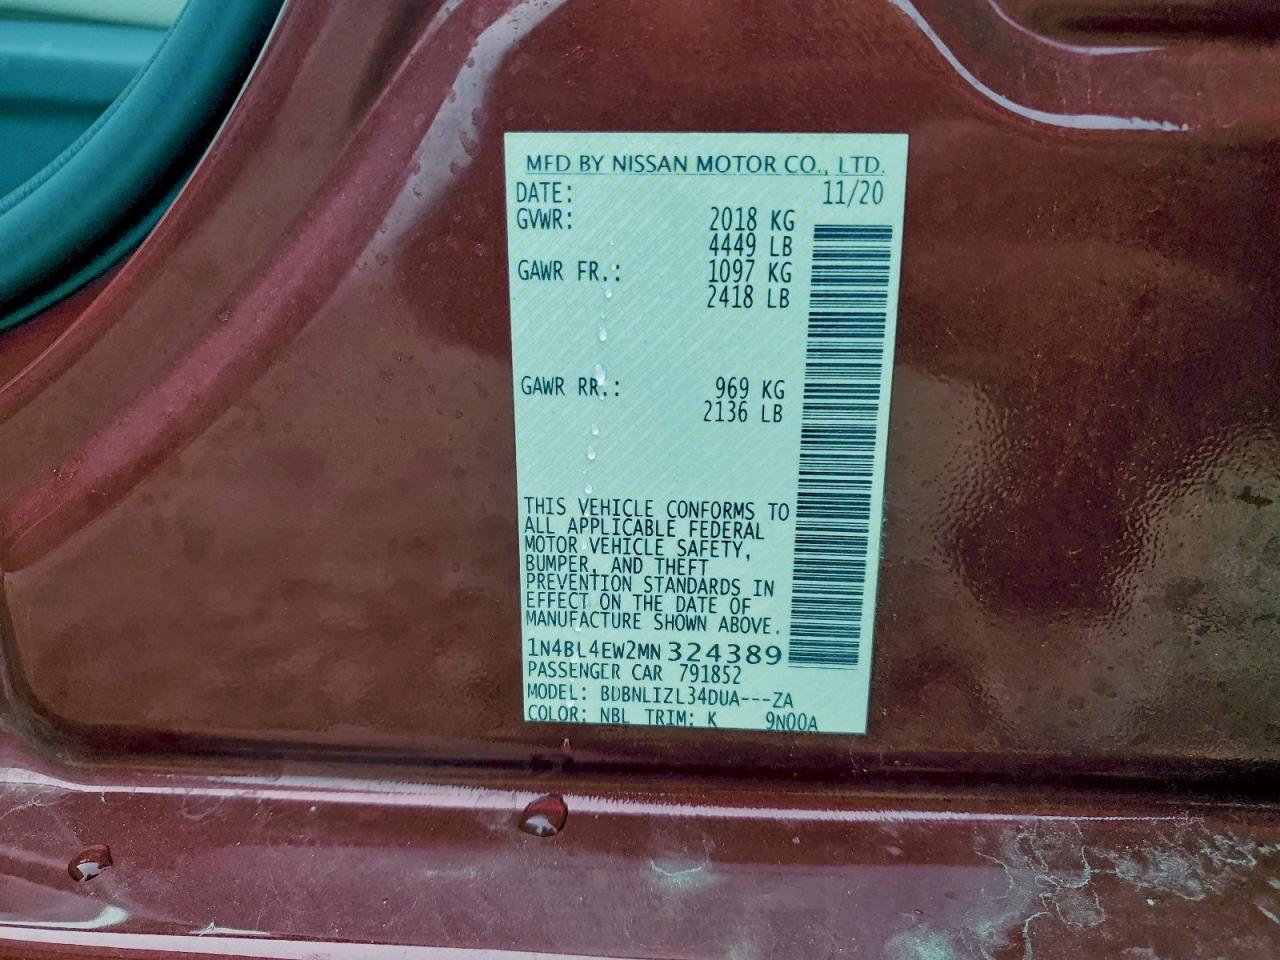 MFD BY NISSAN MOTOR CO., LTD.
DATE: 11/20
GVWR: 2018 KG
4449 LB
GAWR FR.: 1097 KG
2418 LB
GAWR RR.: 969 KG
2136 LB
THIS VEHICLE CONFORMS TO
ALL APPLICABLE FEDERAL
MOTOR VEHICLE SAFETY,
BUMPER, AND THEFT
PREVENTION STANDARDS IN
EFFECT ON THE DATE OF
MANUFACTURE SHOWN ABOVE.
1N4BL4EW2MN324389
PASSENGER CAR 791852
MODEL: BDBNLIZL34DUA---ZA
COLOR: NBL TRIM: K 9N00A